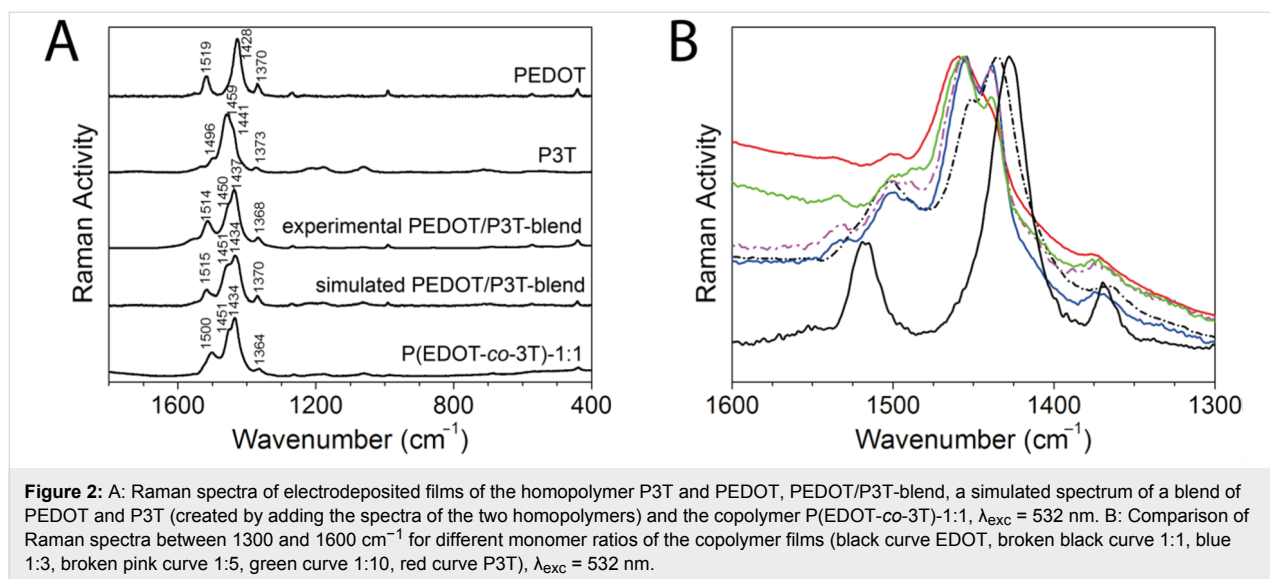 A
B
Raman Activity
1519
1428
1370
PEDOT
1496
1459
1441
1373
P3T
1514
1450
1437
1368
experimental PEDOT/P3T-blend
1515
1451
1434
1370
simulated PEDOT/P3T-blend
1500
1451
1434
1364
P(EDOT-co-3T)-1:1
1600 1200 800 400
Wavenumber (cm⁻¹)
Raman Activity
1600 1500 1400 1300
Wavenumber (cm⁻¹)
Figure 2: A: Raman spectra of electrodeposited films of the homopolymer P3T and PEDOT, PEDOT/P3T-blend, a simulated spectrum of a blend of
PEDOT and P3T (created by adding the spectra of the two homopolymers) and the copolymer P(EDOT-co-3T)-1:1, λexc = 532 nm. B: Comparison of
Raman spectra between 1300 and 1600 cm⁻¹ for different monomer ratios of the copolymer films (black curve EDOT, broken black curve 1:1, blue
1:3, broken pink curve 1:5, green curve 1:10, red curve P3T), λexc = 532 nm.